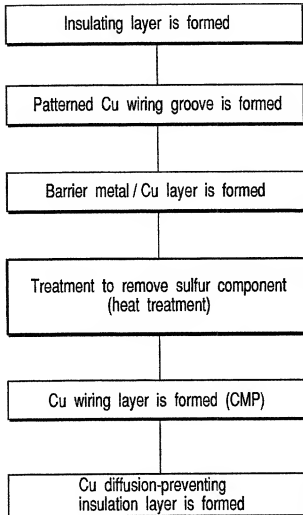 Insulating layer is formed
Patterned Cu wiring groove is formed
Barrier metal / Cu layer is formed
Treatment to remove sulfur component
(heat treatment)
Cu wiring layer is formed (CMP)
Cu diffusion-preventing
insulation layer is formed